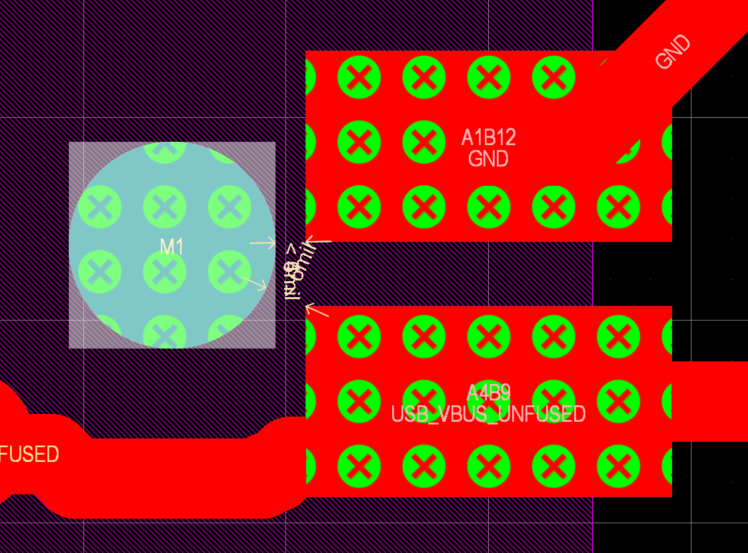 GND
A1B12
GND
M1
A4B9
USB_VBUS_UNFUSED
FUSED